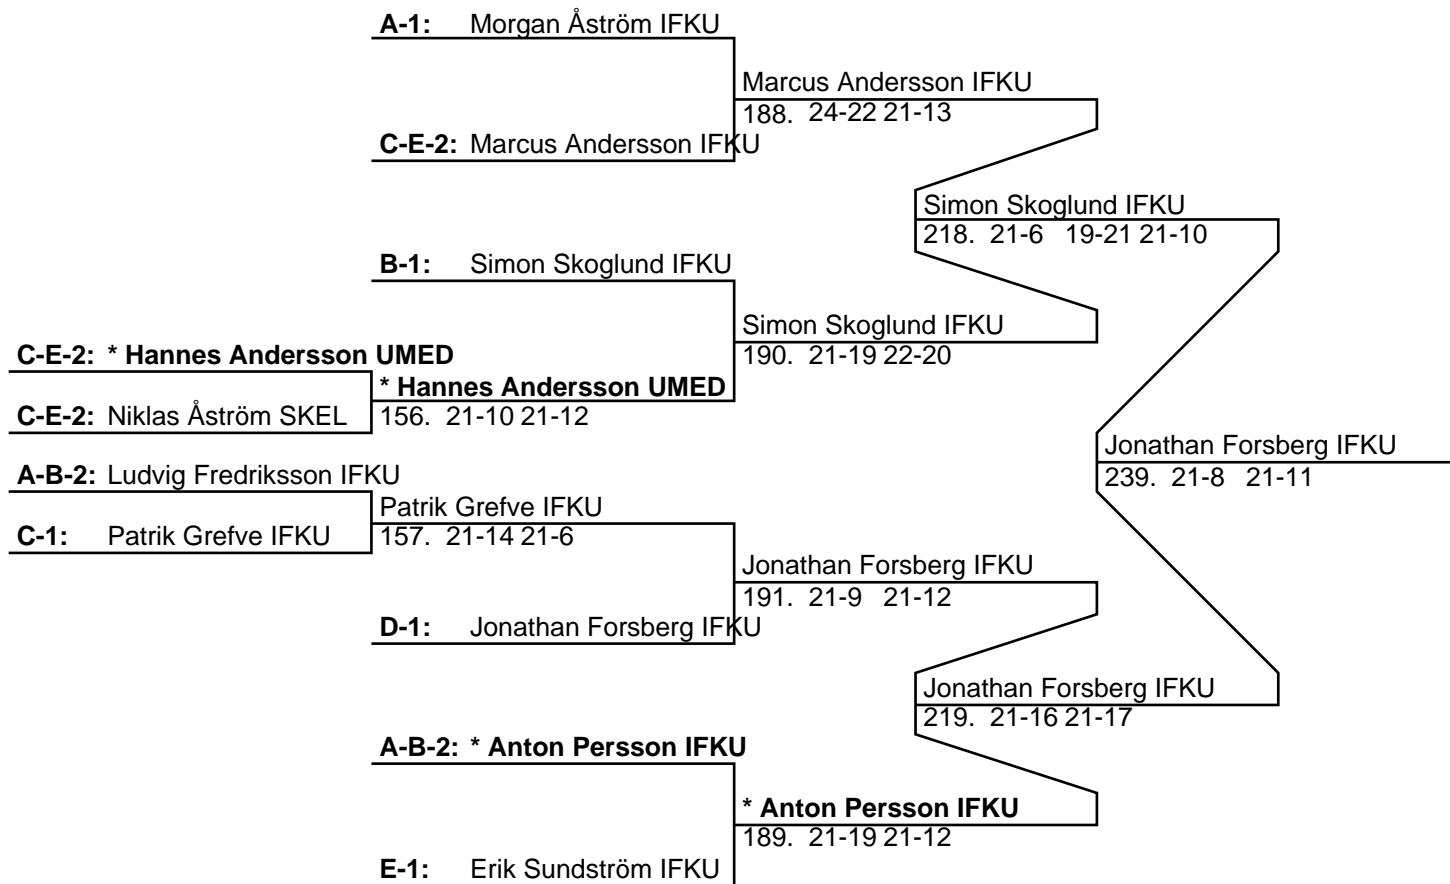 A-1: Morgan Åström IFKU
Marcus Andersson IFKU
188. 24-22 21-13
C-E-2: Marcus Andersson IFKU
Simon Skoglund IFKU
218. 21-6 19-21 21-10
B-1: Simon Skoglund IFKU
Simon Skoglund IFKU
190. 21-19 22-20
C-E-2: * Hannes Andersson UMED
* Hannes Andersson UMED
156. 21-10 21-12
C-E-2: Niklas Åström SKEL
Jonathan Forsberg IFKU
239. 21-8 21-11
A-B-2: Ludvig Fredriksson IFKU
Patrik Grefve IFKU
157. 21-14 21-6
C-1: Patrik Grefve IFKU
Jonathan Forsberg IFKU
191. 21-9 21-12
D-1: Jonathan Forsberg IFKU
Jonathan Forsberg IFKU
219. 21-16 21-17
A-B-2: * Anton Persson IFKU
* Anton Persson IFKU
189. 21-19 21-12
E-1: Erik Sundström IFKU